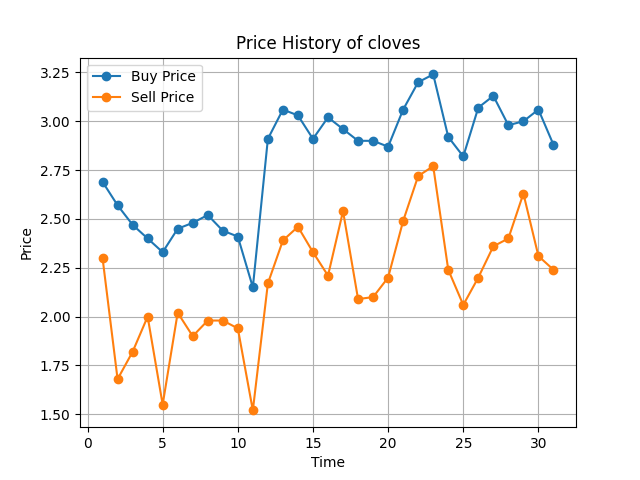 Price History of cloves
Buy Price
Sell Price
3.25
3.00
2.75
2.50
2.25
2.00
1.75
1.50
Price
0 5 10 15 20 25 30
Time